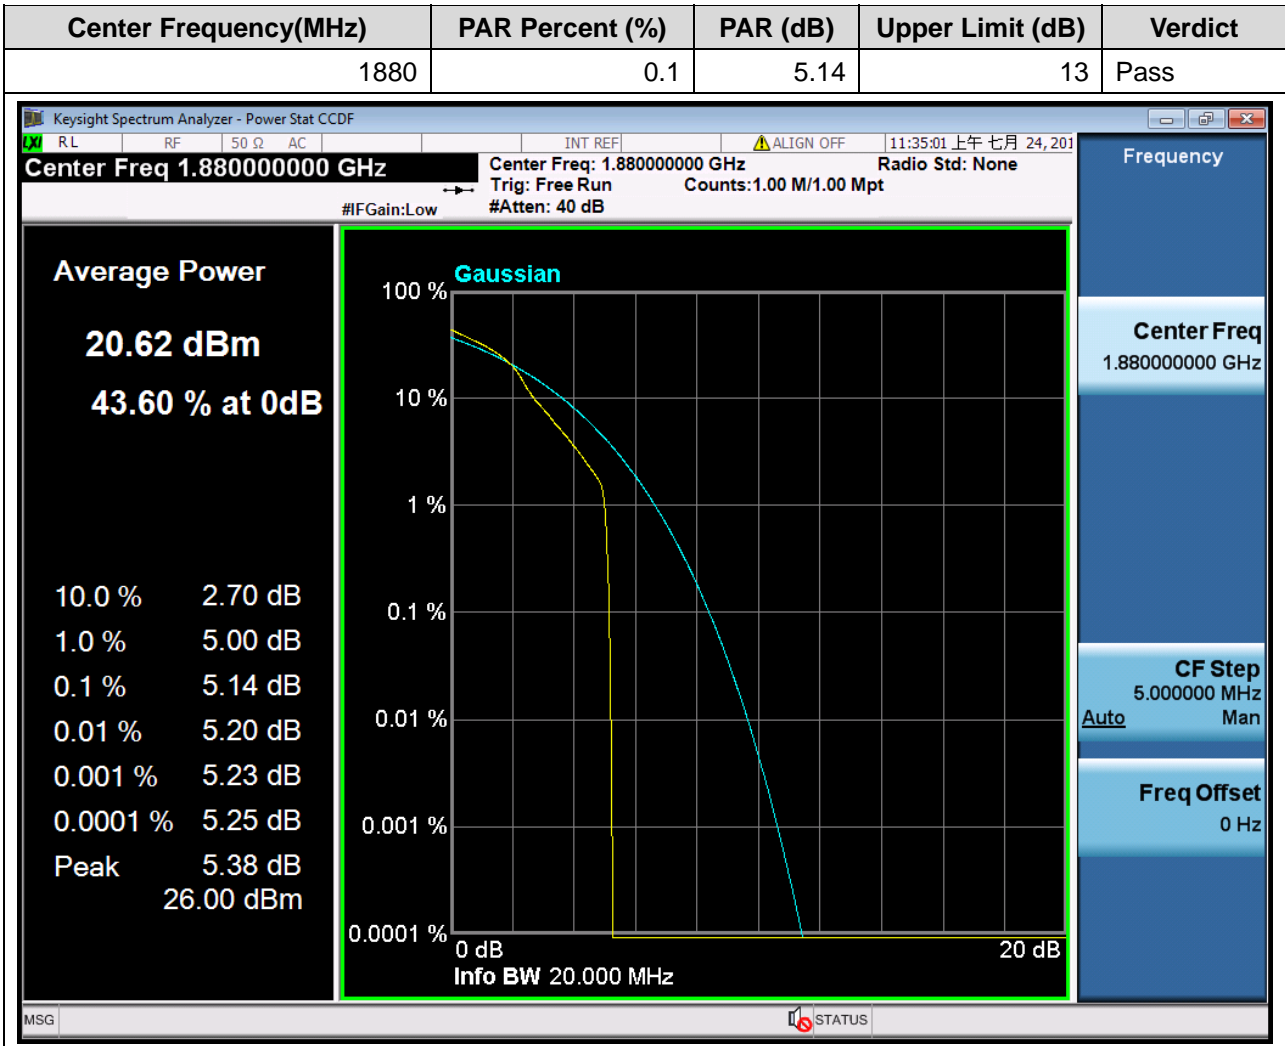 Center Frequency(MHz) PAR Percent (%) PAR (dB) Upper Limit (dB) Verdict
1880 0.1 5.14 13 Pass
Keysight Spectrum Analyzer - Power Stat CCDF
LXI RL RF 50 Ω AC INT REF ALIGN OFF 11:35:01 上午 七月 24, 201
Center Freq 1.880000000 GHz
Center Freq: 1.880000000 GHz Radio Std: None
Trig: Free Run Counts:1.00 M/1.00 Mpt
#IFGain:Low #Atten: 40 dB
Frequency
Average Power
20.62 dBm
43.60 % at 0dB
10.0 % 2.70 dB
1.0 % 5.00 dB
0.1 % 5.14 dB
0.01 % 5.20 dB
0.001 % 5.23 dB
0.0001 % 5.25 dB
Peak 5.38 dB
26.00 dBm
Gaussian
100 %
10 %
1 %
0.1 %
0.01 %
0.001 %
0.0001 %
0 dB 20 dB
Info BW 20.000 MHz
Center Freq
1.880000000 GHz
CF Step
5.000000 MHz
Auto Man
Freq Offset
0 Hz
MSG STATUS